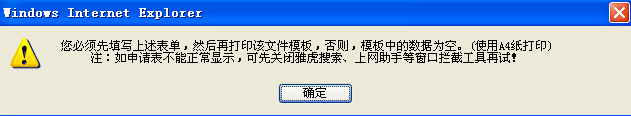 Windows Internet Explorer
您必须先填写上述表单，然后再打印该文件模板，否则，模板中的数据为空。(使用A4纸打印)
注：如申请表不能正常显示，可先关闭雅虎搜索、上网助手等窗口拦截工具再试！
确定